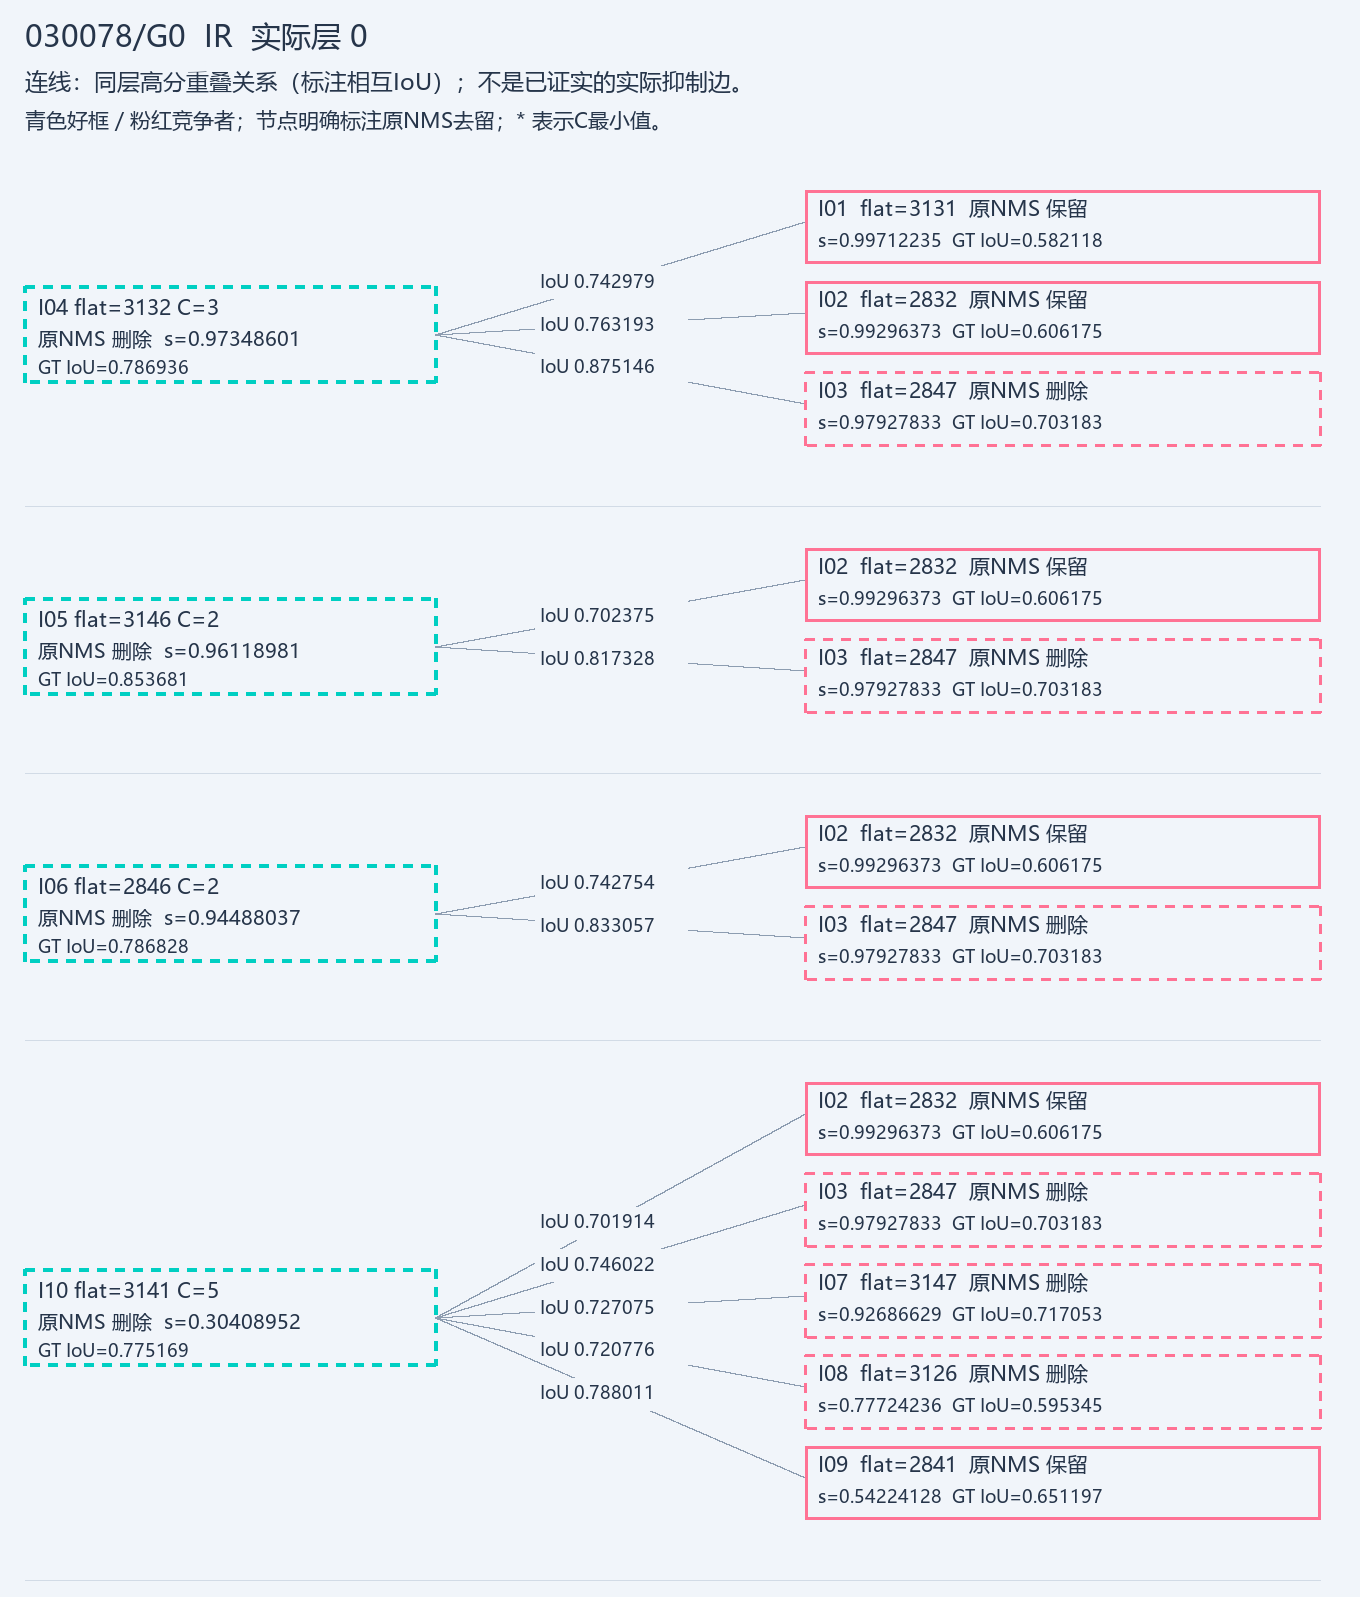 030078/G0 IR 实际层 0
连线：同层高分重叠关系（标注相互IoU）；不是已证实的实际抑制边。
青色好框 / 粉红竞争者；节点明确标注原NMS去留；* 表示C最小值。
I04 flat=3132 C=3
原NMS 删除 s=0.97348601
GT IoU=0.786936
IoU 0.742979
IoU 0.763193
IoU 0.875146
I01 flat=3131 原NMS 保留
s=0.99712235 GT IoU=0.582118
I02 flat=2832 原NMS 保留
s=0.99296373 GT IoU=0.606175
I03 flat=2847 原NMS 删除
s=0.97927833 GT IoU=0.703183
I05 flat=3146 C=2
原NMS 删除 s=0.96118981
GT IoU=0.853681
IoU 0.702375
IoU 0.817328
I02 flat=2832 原NMS 保留
s=0.99296373 GT IoU=0.606175
I03 flat=2847 原NMS 删除
s=0.97927833 GT IoU=0.703183
I06 flat=2846 C=2
原NMS 删除 s=0.94488037
GT IoU=0.786828
IoU 0.742754
IoU 0.833057
I02 flat=2832 原NMS 保留
s=0.99296373 GT IoU=0.606175
I03 flat=2847 原NMS 删除
s=0.97927833 GT IoU=0.703183
I10 flat=3141 C=5
原NMS 删除 s=0.30408952
GT IoU=0.775169
IoU 0.701914
IoU 0.746022
IoU 0.727075
IoU 0.720776
IoU 0.788011
I02 flat=2832 原NMS 保留
s=0.99296373 GT IoU=0.606175
I03 flat=2847 原NMS 删除
s=0.97927833 GT IoU=0.703183
I07 flat=3147 原NMS 删除
s=0.92686629 GT IoU=0.717053
I08 flat=3126 原NMS 删除
s=0.77724236 GT IoU=0.595345
I09 flat=2841 原NMS 保留
s=0.54224128 GT IoU=0.651197